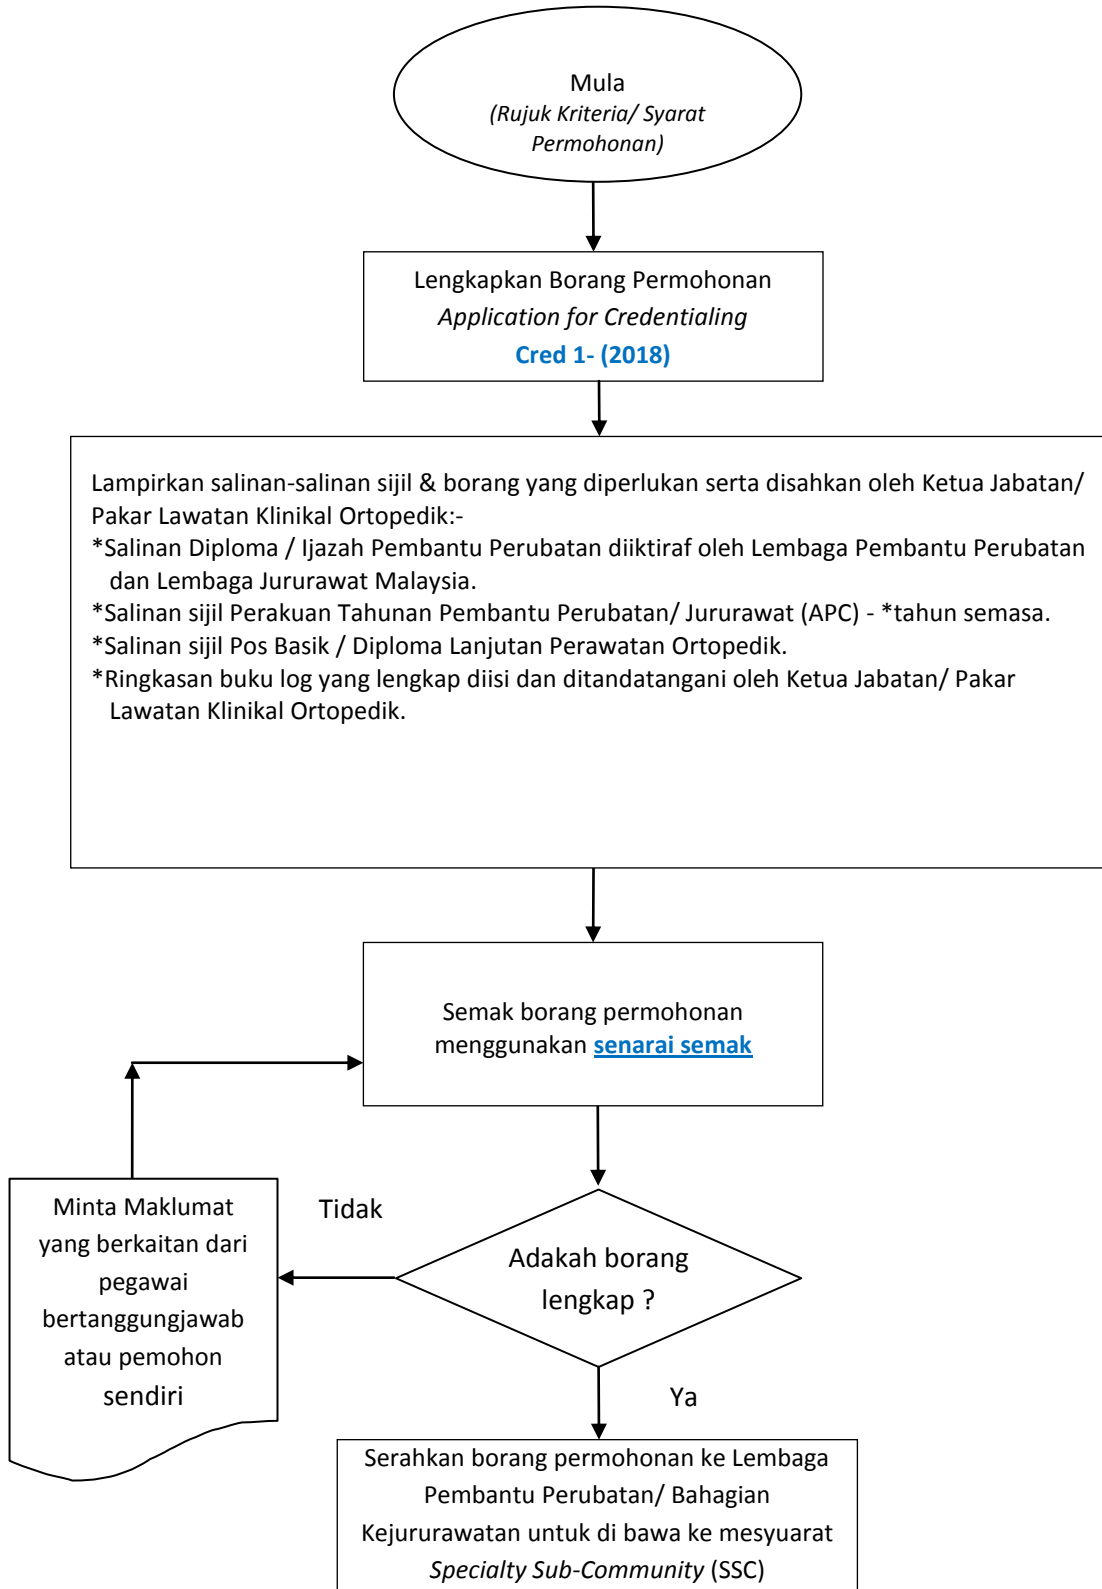 Mula
(Rujuk Kriteria/ Syarat
Permohonan)
Lengkapkan Borang Permohonan
Application for Credentialing
Cred 1- (2018)
Lampirkan salinan-salinan sijil & borang yang diperlukan serta disahkan oleh Ketua Jabatan/
Pakar Lawatan Klinikal Ortopedik:-
*Salinan Diploma / Ijazah Pembantu Perubatan diiktiraf oleh Lembaga Pembantu Perubatan
dan Lembaga Jururawat Malaysia.
*Salinan sijil Perakuan Tahunan Pembantu Perubatan/ Jururawat (APC) - *tahun semasa.
*Salinan sijil Pos Basik / Diploma Lanjutan Perawatan Ortopedik.
*Ringkasan buku log yang lengkap diisi dan ditandatangani oleh Ketua Jabatan/ Pakar
Lawatan Klinikal Ortopedik.
Semak borang permohonan
menggunakan senarai semak
Adakah borang
lengkap ?
Tidak
Minta Maklumat
yang berkaitan dari
pegawai
bertanggungjawab
atau pemohon
sendiri
Ya
Serahkan borang permohonan ke Lembaga
Pembantu Perubatan/ Bahagian
Kejururawatan untuk di bawa ke mesyuarat
Specialty Sub-Community (SSC)